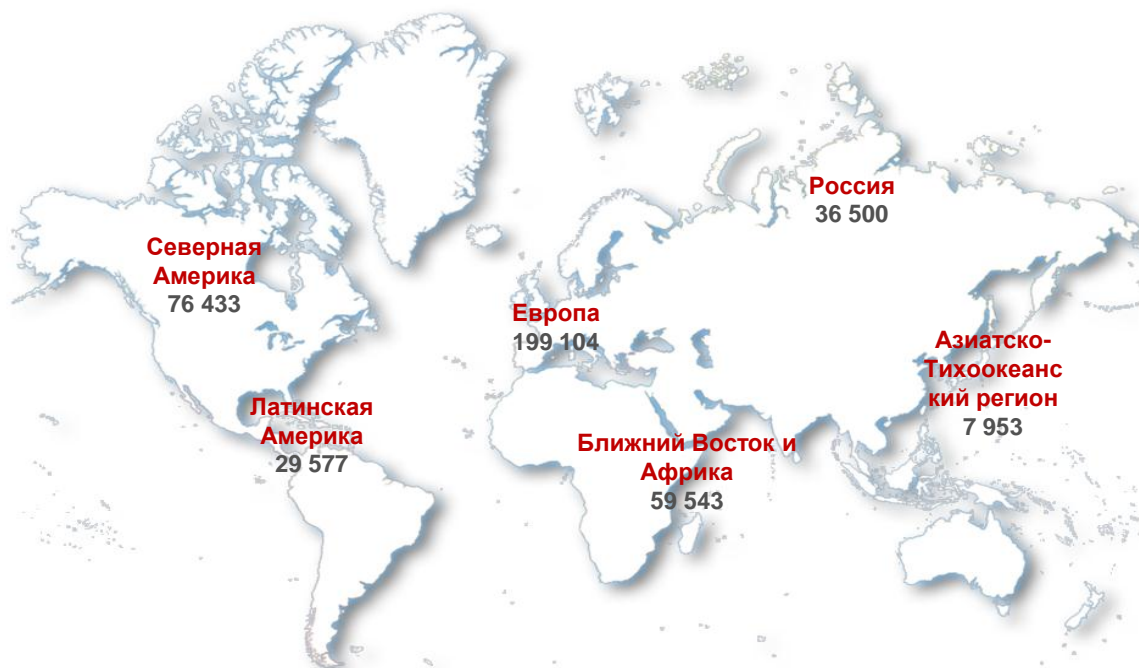 Россия
36 500
Северная
Америка
76 433
Европа
199 104
Азиатско-
Тихоокеанс
кий регион
7 953
Латинская
Америка
29 577
Ближний Восток и
Африка
59 543